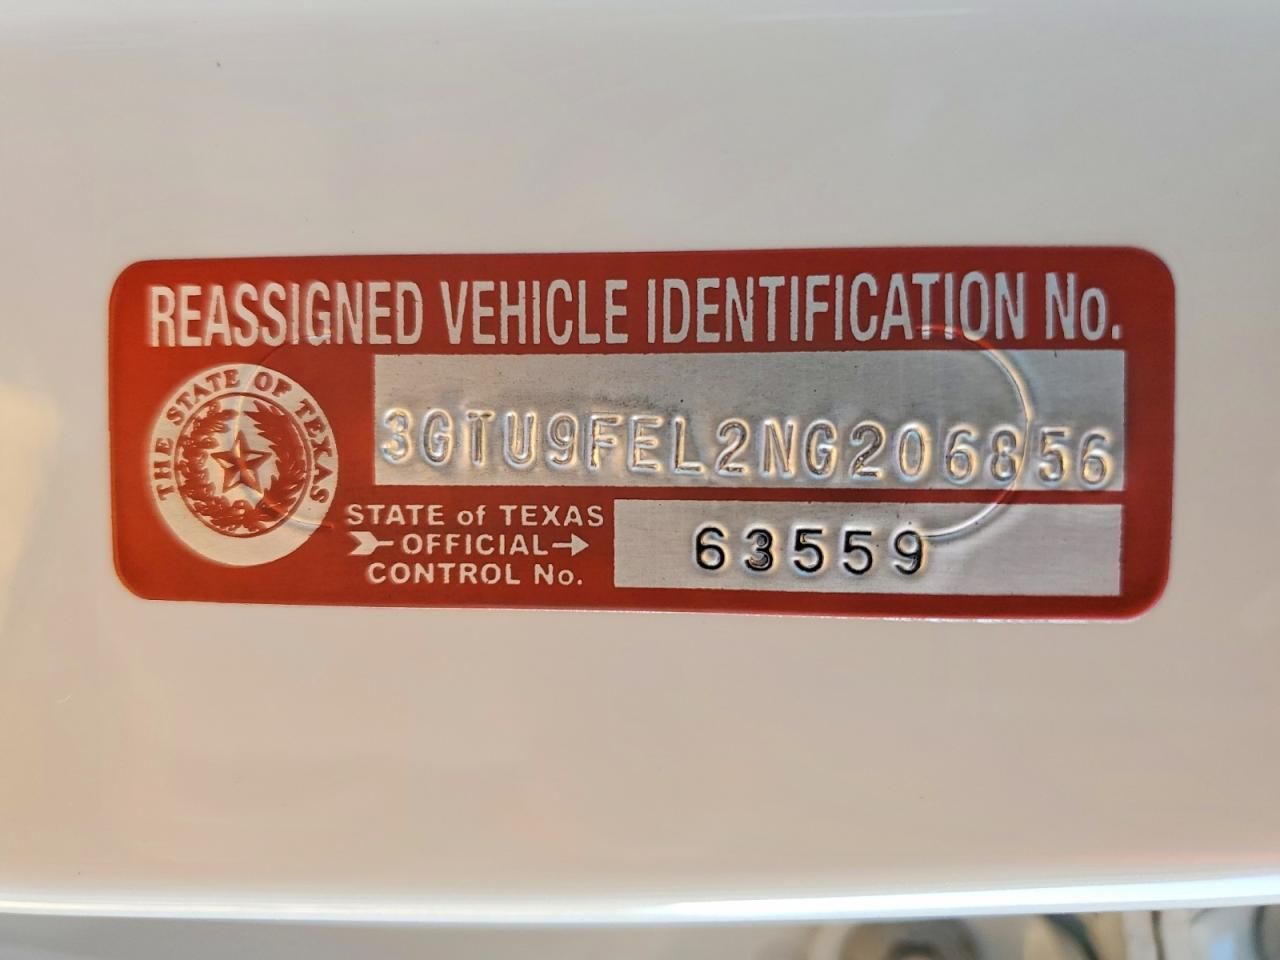 REASSIGNED VEHICLE IDENTIFICATION No.
3GTU9FEL2NG206856
THE STATE OF TEXAS
STATE of TEXAS
OFFICIAL
CONTROL No.
63559